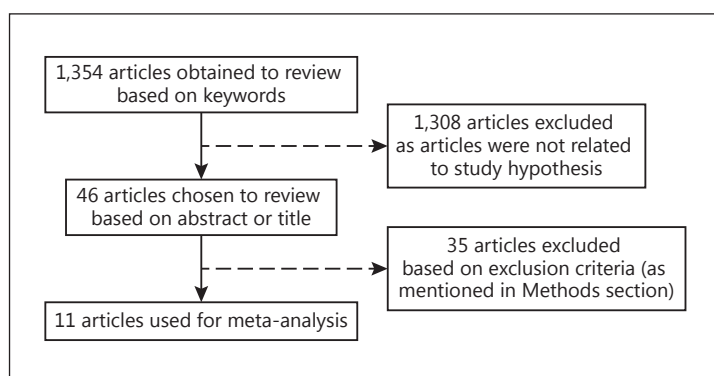 1,354 articles obtained to review
based on keywords
1,308 articles excluded
as articles were not related
to study hypothesis
46 articles chosen to review
based on abstract or title
35 articles excluded
based on exclusion criteria (as
mentioned in Methods section)
11 articles used for meta-analysis